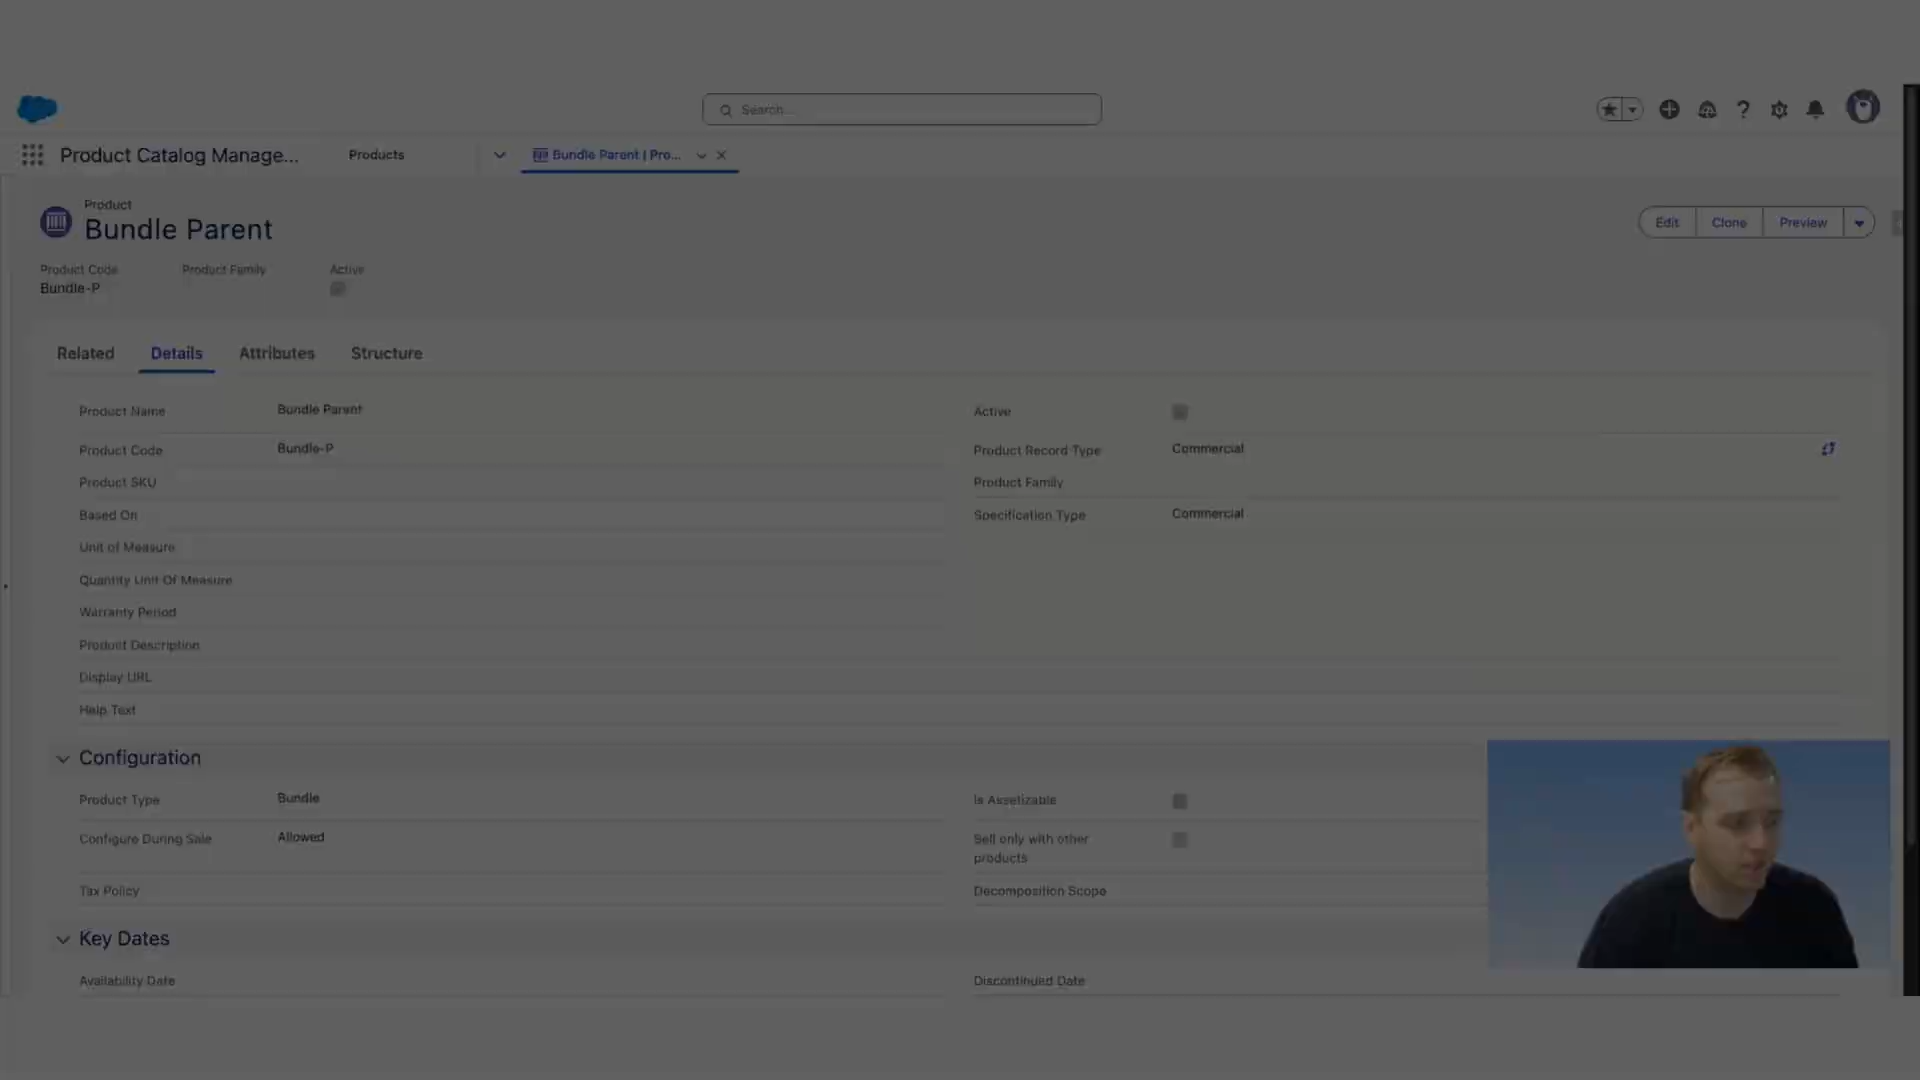 Search...
Product Catalog Manage...
Products
Bundle Parent | Pro...
Product
Bundle Parent
Edit
Clone
Preview
Product Code
Product Family
Active
Bundle-P
Related
Details
Attributes
Structure
Product Name
Bundle Parent
Active
Product Code
Bundle-P
Product Record Type
Commercial
Product SKU
Product Family
Based On
Specification Type
Commercial
Unit of Measure
Quantity Unit Of Measure
Warranty Period
Product Description
Display URL
Help Text
Configuration
Product Type
Bundle
Is Assetizable
Configure During Sale
Allowed
Sell only with other
products
Tax Policy
Decomposition Scope
Key Dates
Availability Date
Discontinued Date